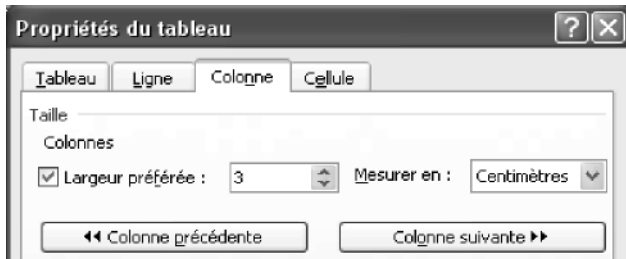 Propriétés du tableau
Tableau Ligne Colonne Cellule
Taille
Colonnes
Largeur préférée : 3 Mesurer en : Centimètres
Colonne précédente Colonne suivante